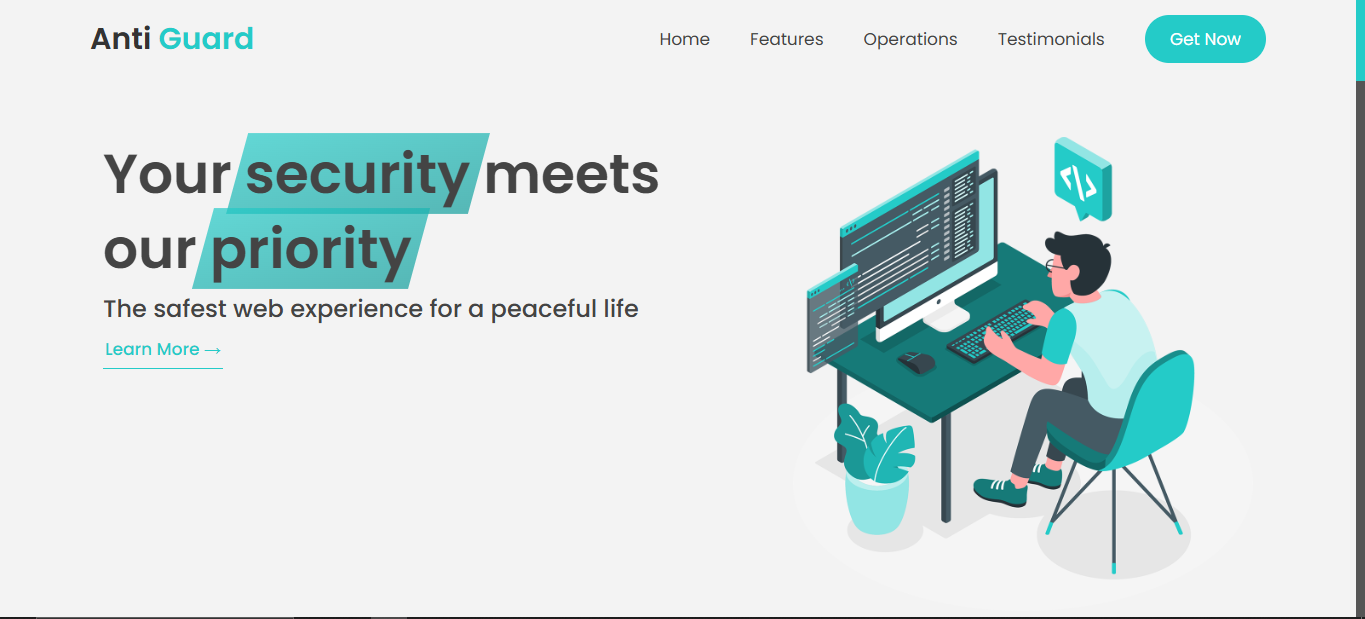 Anti Guard
Home
Features
Operations
Testimonials
Get Now
Your security meets
our priority
The safest web experience for a peaceful life
Learn More →